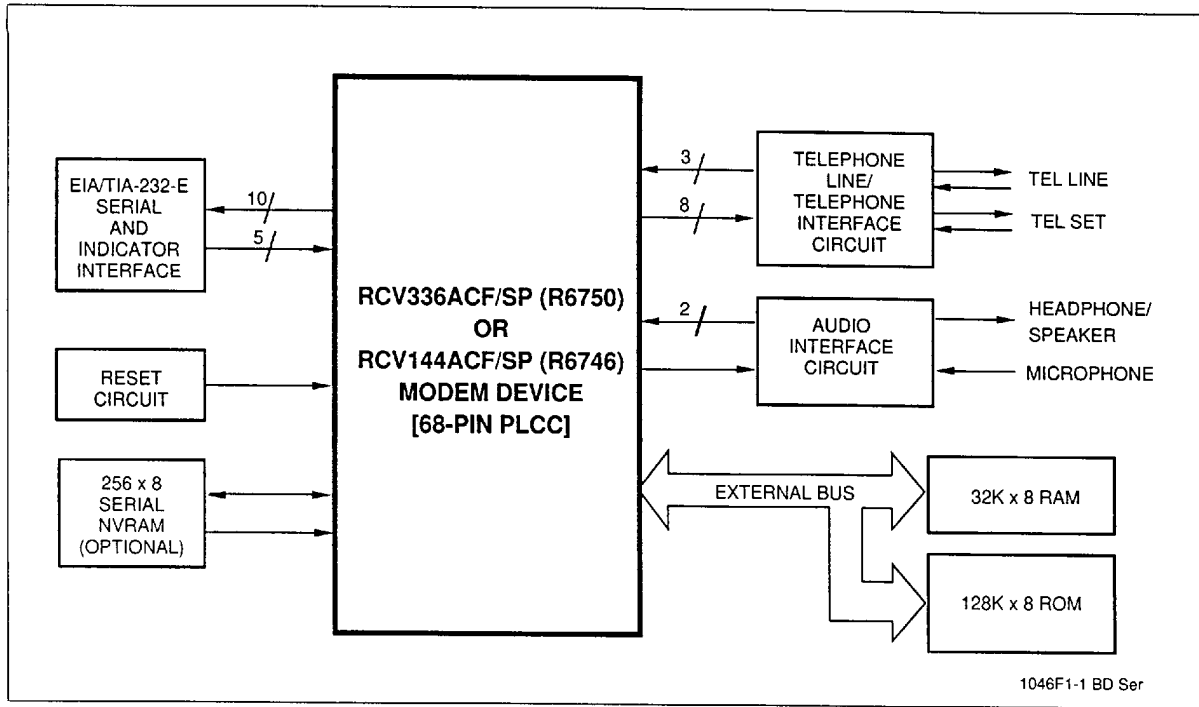 EIA/TIA-232-E
SERIAL
AND
INDICATOR
INTERFACE
10
5
RESET
CIRCUIT
256 x 8
SERIAL
NVRAM
(OPTIONAL)
RCV336ACF/SP (R6750)
OR
RCV144ACF/SP (R6746)
MODEM DEVICE
[68-PIN PLCC]
3
8
TELEPHONE
LINE/
TELEPHONE
INTERFACE
CIRCUIT
TEL LINE
TEL SET
2
AUDIO
INTERFACE
CIRCUIT
HEADPHONE/
SPEAKER
MICROPHONE
EXTERNAL BUS
32K x 8 RAM
128K x 8 ROM
1046F1-1 BD Ser